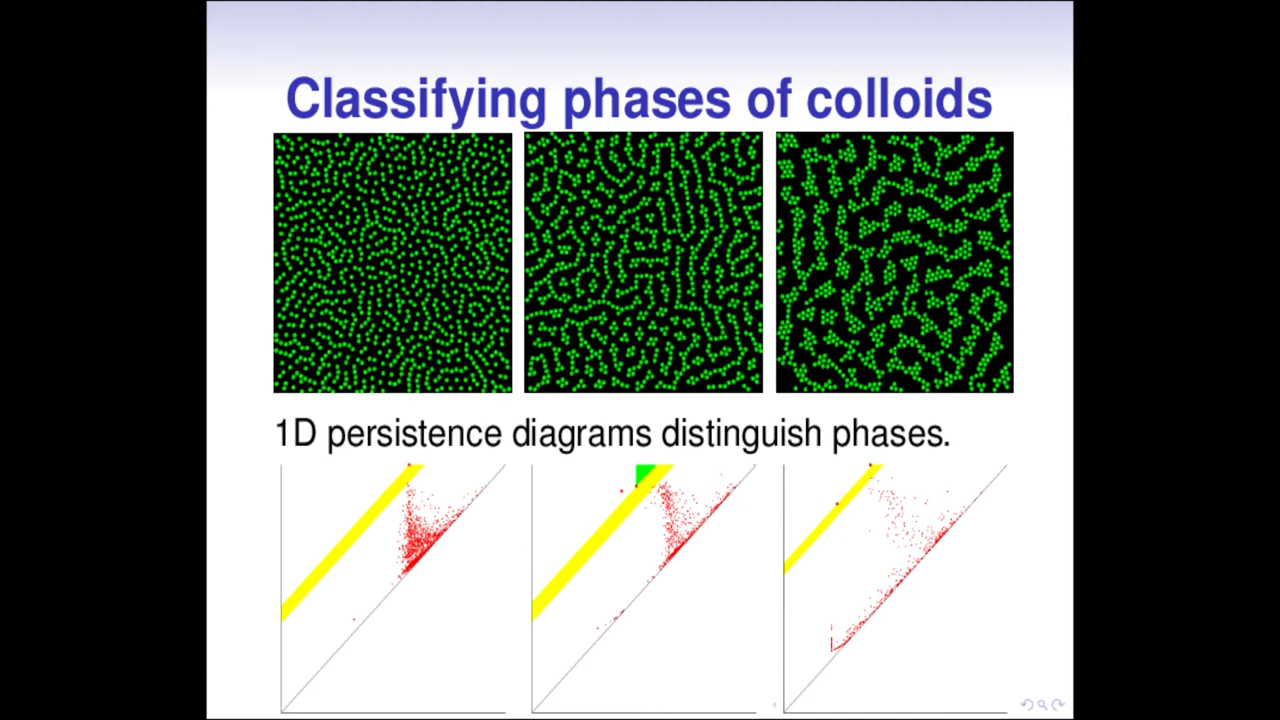 Classifying phases of colloids
1D persistence diagrams distinguish phases.